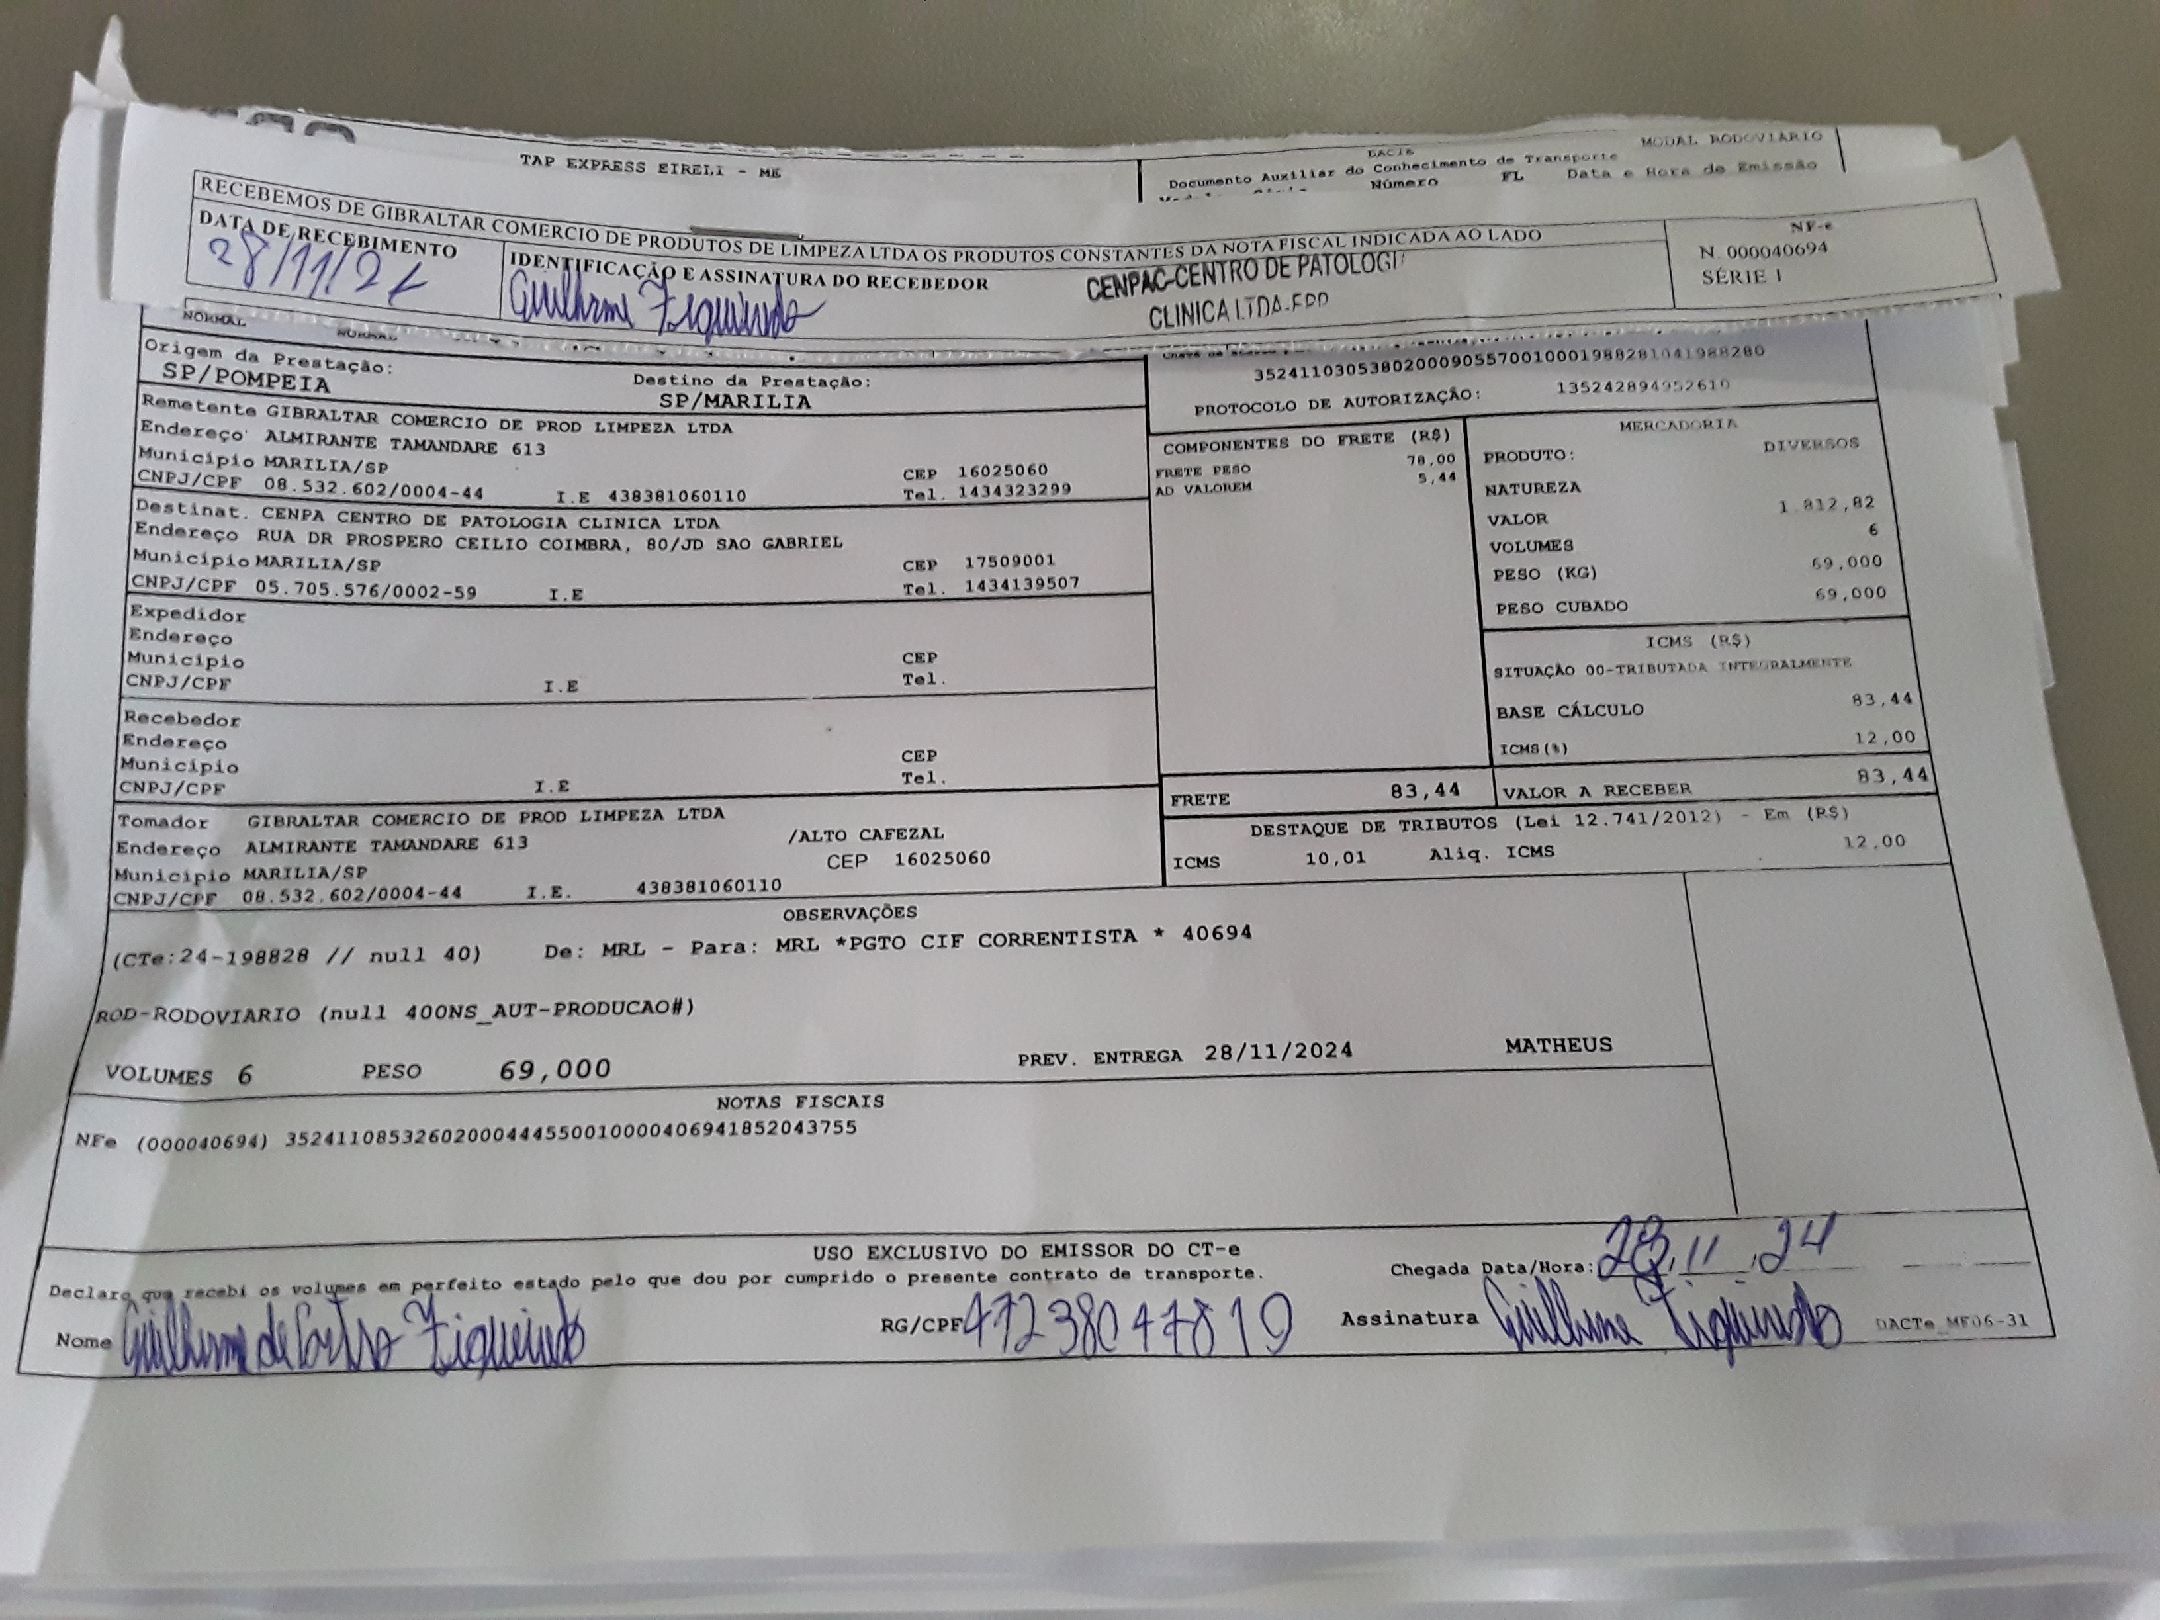 TAP EXPRESS EIRELI - ME
DACTE
MODAL RODOVIÁRIO
Documento Auxiliar do Conhecimento de Transporte
Número FL Data e Hora de Emissão
RECEBEMOS DE GIBRALTAR COMERCIO DE PRODUTOS DE LIMPEZA LTDA OS PRODUTOS CONSTANTES DA NOTA FISCAL INDICADA AO LADO
DATA DE RECEBIMENTO
28/11/24
IDENTIFICAÇÃO E ASSINATURA DO RECEBEDOR
Guilherme Figueiredo
CENPAC-CENTRO DE PATOLOGI
CLINICA LTDA-EPP
NF-e
N. 000040694
SÉRIE 1
NORMAL NORMAL
Origem da Prestação:
SP/POMPEIA
Destino da Prestação:
SP/MARILIA
35241103053802000905570010001988281041988280
PROTOCOLO DE AUTORIZAÇÃO: 135242894952610
Remetente GIBRALTAR COMERCIO DE PROD LIMPEZA LTDA
Endereço ALMIRANTE TAMANDARE 613
Município MARILIA/SP CEP 16025060
CNPJ/CPF 08.532.602/0004-44 I.E 438381060110 Tel. 1434323299
Destinat. CENPA CENTRO DE PATOLOGIA CLINICA LTDA
Endereço RUA DR PROSPERO CEILIO COIMBRA, 80/JD SAO GABRIEL
Município MARILIA/SP CEP 17509001
CNPJ/CPF 05.705.576/0002-59 I.E Tel. 1434139507
Expedidor
Endereço
Município CEP
CNPJ/CPF I.E Tel.
Recebedor
Endereço
Município CEP
CNPJ/CPF I.E Tel.
Tomador GIBRALTAR COMERCIO DE PROD LIMPEZA LTDA
Endereço ALMIRANTE TAMANDARE 613 /ALTO CAFEZAL
Município MARILIA/SP CEP 16025060
CNPJ/CPF 08.532.602/0004-44 I.E. 438381060110
COMPONENTES DO FRETE (R$)
FRETE PESO 78,00
AD VALOREM 5,44
MERCADORIA
PRODUTO: DIVERSOS
NATUREZA
VALOR 1.812,82
VOLUMES 6
PESO (KG) 69,000
PESO CUBADO 69,000
ICMS (R$)
SITUAÇÃO 00-TRIBUTADA INTEGRALMENTE
BASE CÁLCULO 83,44
ICMS(%) 12,00
FRETE 83,44
VALOR A RECEBER 83,44
DESTAQUE DE TRIBUTOS (Lei 12.741/2012) - Em (R$)
ICMS 10,01 Aliq. ICMS 12,00
OBSERVAÇÕES
(CTe:24-198828 // null 40) De: MRL - Para: MRL *PGTO CIF CORRENTISTA * 40694
ROD-RODOVIARIO (null 400NS_AUT-PRODUCAO#)
VOLUMES 6 PESO 69,000 PREV. ENTREGA 28/11/2024 MATHEUS
NOTAS FISCAIS
NFe (000040694) 35241108532602000444550010000406941852043755
USO EXCLUSIVO DO EMISSOR DO CT-e
Declaro que recebi os volumes em perfeito estado pelo que dou por cumprido o presente contrato de transporte.
Chegada Data/Hora: 28.11.24
Nome Guilherme de Castro Figueiredo
RG/CPF 47238047819
Assinatura Guilherme Figueiredo
DACTe_MF06-31